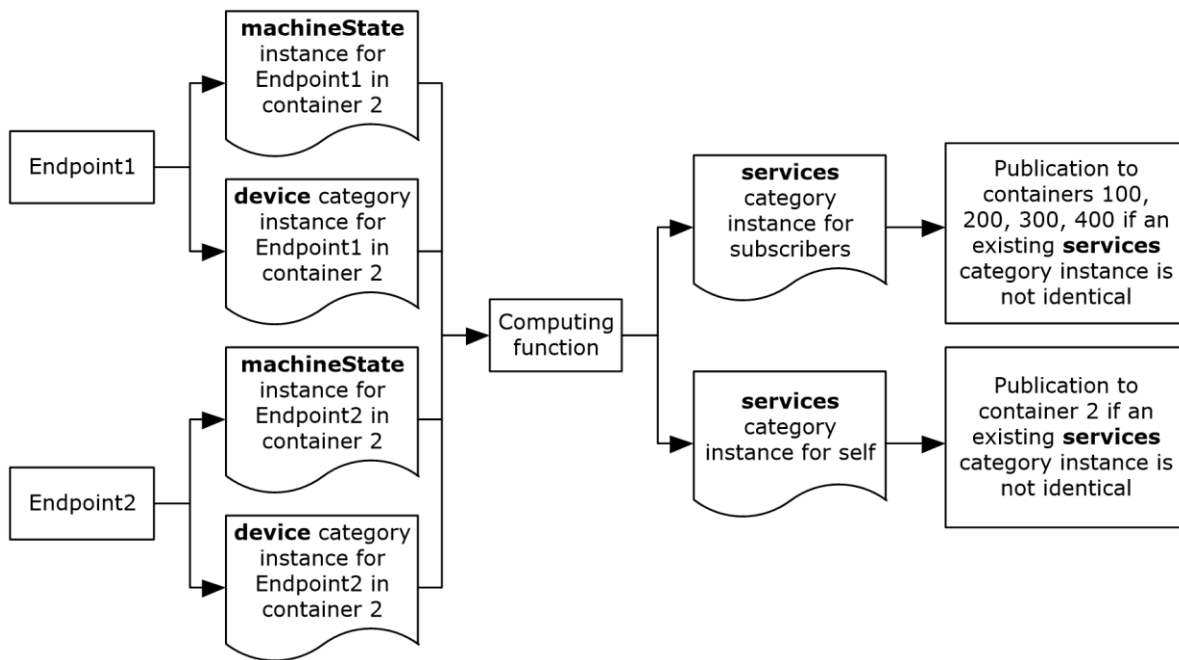 Endpoint1
machineState
instance for
Endpoint1 in
container 2
device category
instance for
Endpoint1 in
container 2
Endpoint2
machineState
instance for
Endpoint2 in
container 2
device category
instance for
Endpoint2 in
container 2
Computing
function
services
category
instance for
subscribers
Publication to
containers 100,
200, 300, 400 if an
existing services
category instance is
not identical
services
category
instance for self
Publication to
container 2 if an
existing services
category instance is
not identical